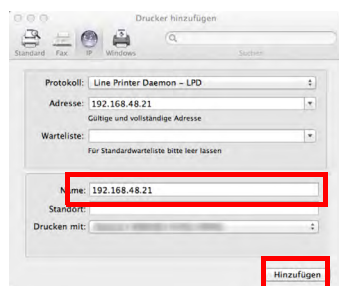 Drucker hinzufügen
Standard Fax IP Windows Suchen
Protokoll: Line Printer Daemon – LPD
Adresse: 192.168.48.21
Gültige und vollständige Adresse
Warteliste:
Für Standardwarteliste bitte leer lassen
Name: 192.168.48.21
Standort:
Drucken mit:
Hinzufügen